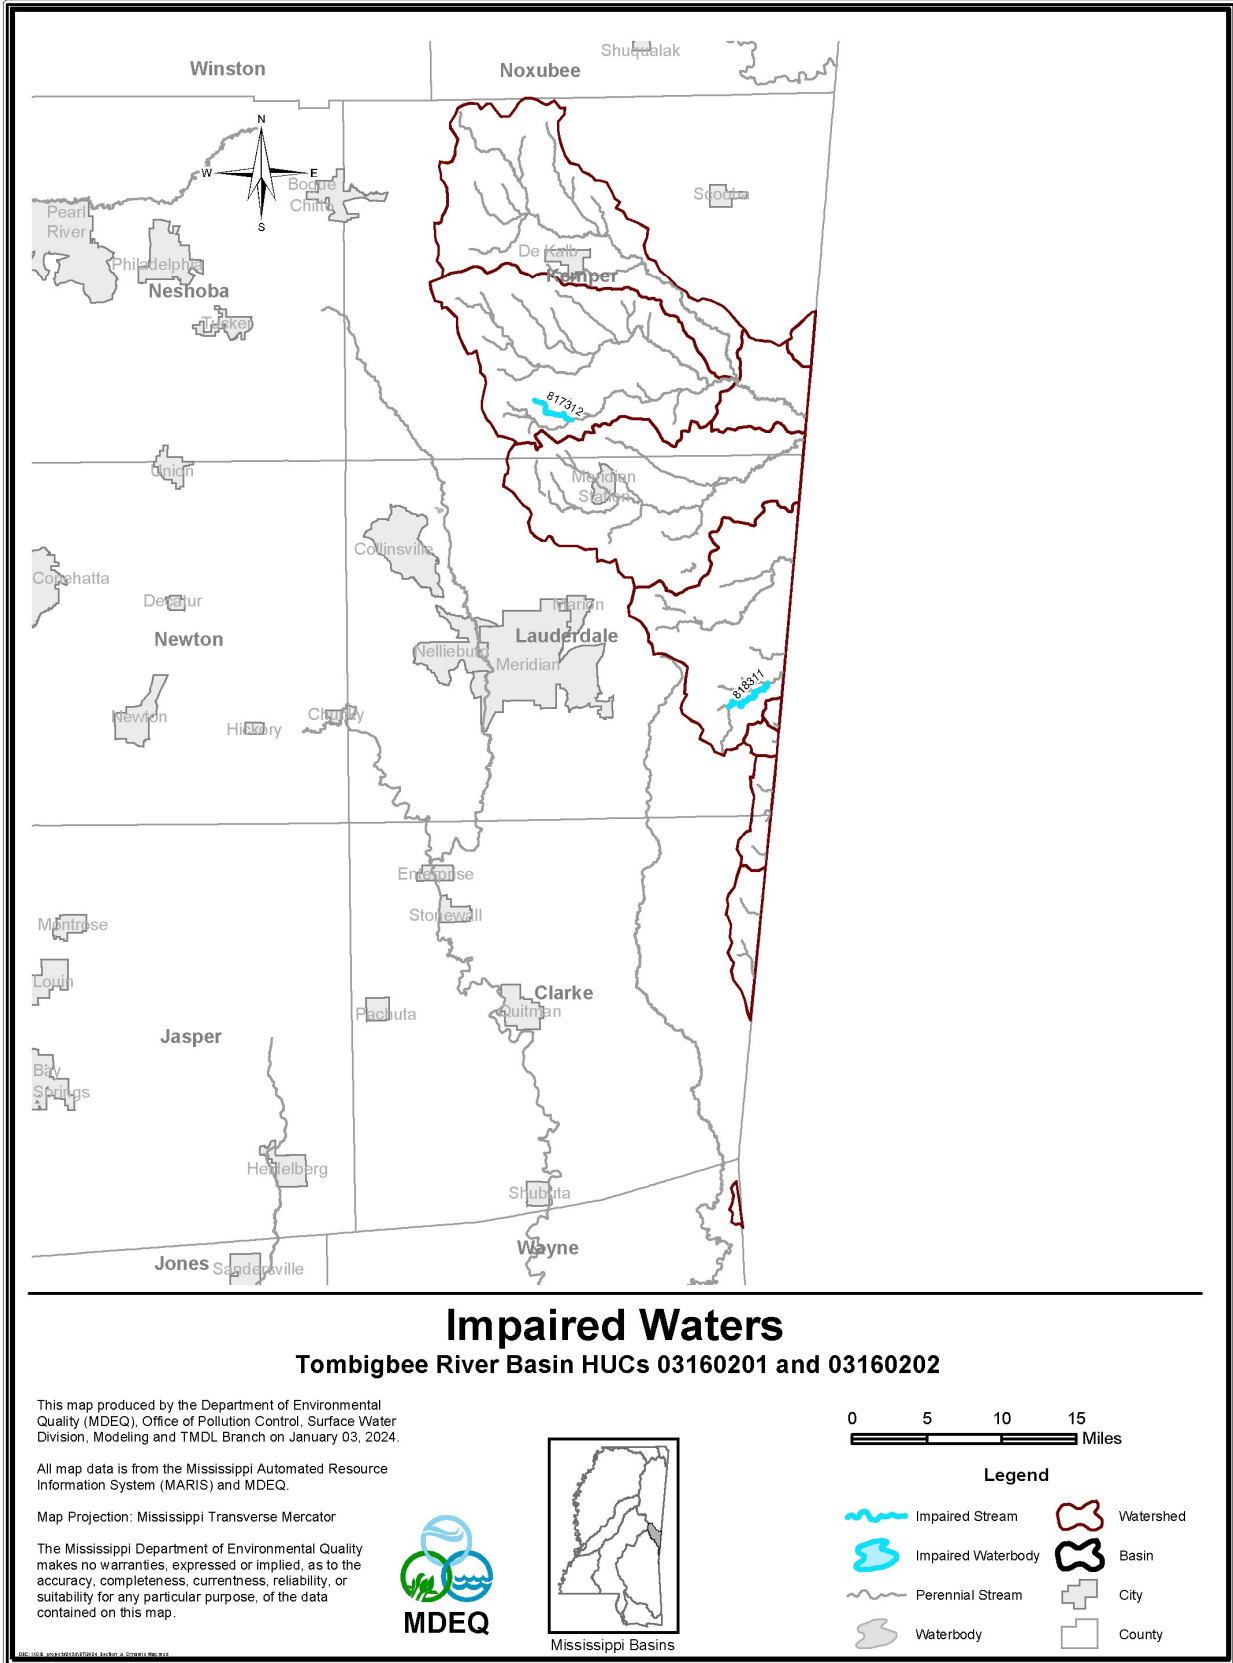 Shuqualak
Winston
Noxubee
N
W
E
S
Boque
Chitto
Scooba
Pearl
River
Philadelphia
De Kalb
Kemper
Neshoba
Tucker
817312
Union
Meridian
Station
Collinsville
Conehatta
Decatur
Marion
Newton
Lauderdale
Nellieburg
Meridian
818311
Newton
Hickory
Chunky
Enterprise
Stonewall
Montrose
Louin
Clarke
Quitman
Pachuta
Jasper
Bay
Springs
Heidelberg
Shubuta
Wayne
Jones
Sandersville
Impaired Waters
Tombigbee River Basin HUCs 03160201 and 03160202
This map produced by the Department of Environmental
Quality (MDEQ), Office of Pollution Control, Surface Water
Division, Modeling and TMDL Branch on January 03, 2024.
All map data is from the Mississippi Automated Resource
Information System (MARIS) and MDEQ.
Map Projection: Mississippi Transverse Mercator
The Mississippi Department of Environmental Quality
makes no warranties, expressed or implied, as to the
accuracy, completeness, currentness, reliability, or
suitability for any particular purpose, of the data
contained on this map.
MDEQ
Mississippi Basins
0 5 10 15
Miles
Legend
Impaired Stream
Watershed
Impaired Waterbody
Basin
Perennial Stream
City
Waterbody
County